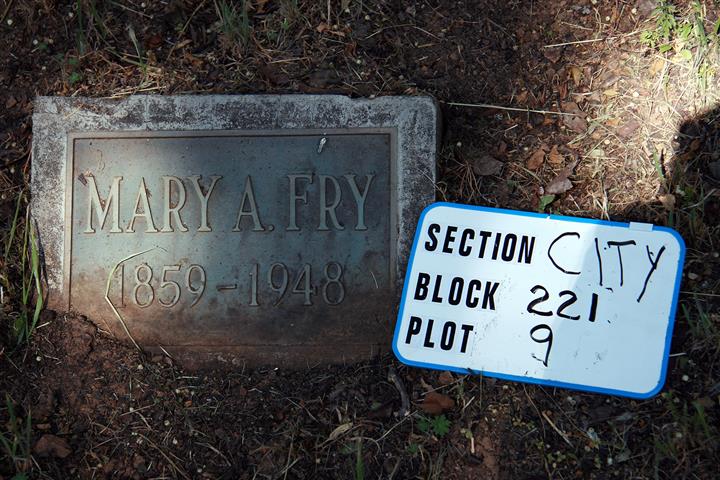 MARY A. FRY
1859-1948
SECTION CITY
BLOCK 221
PLOT 9